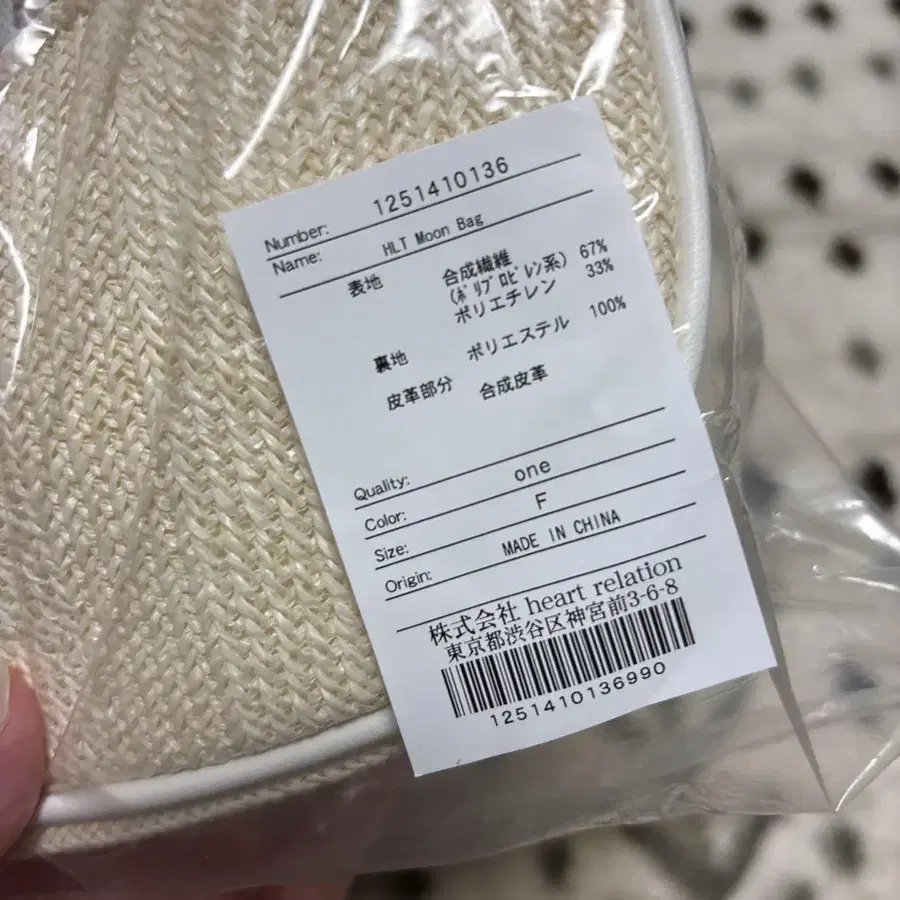 Number: 1251410136
Name: HLT Moon Bag
表地 合成繊維 67%
(ﾎﾟﾘﾌﾟﾛﾋﾟﾚﾝ系) 33%
ポリエチレン
裏地 ポリエステル 100%
皮革部分 合成皮革
Quality: one
Color: F
Size:
Origin: MADE IN CHINA
株式会社 heart relation
東京都渋谷区神宮前3-6-8
1251410136990